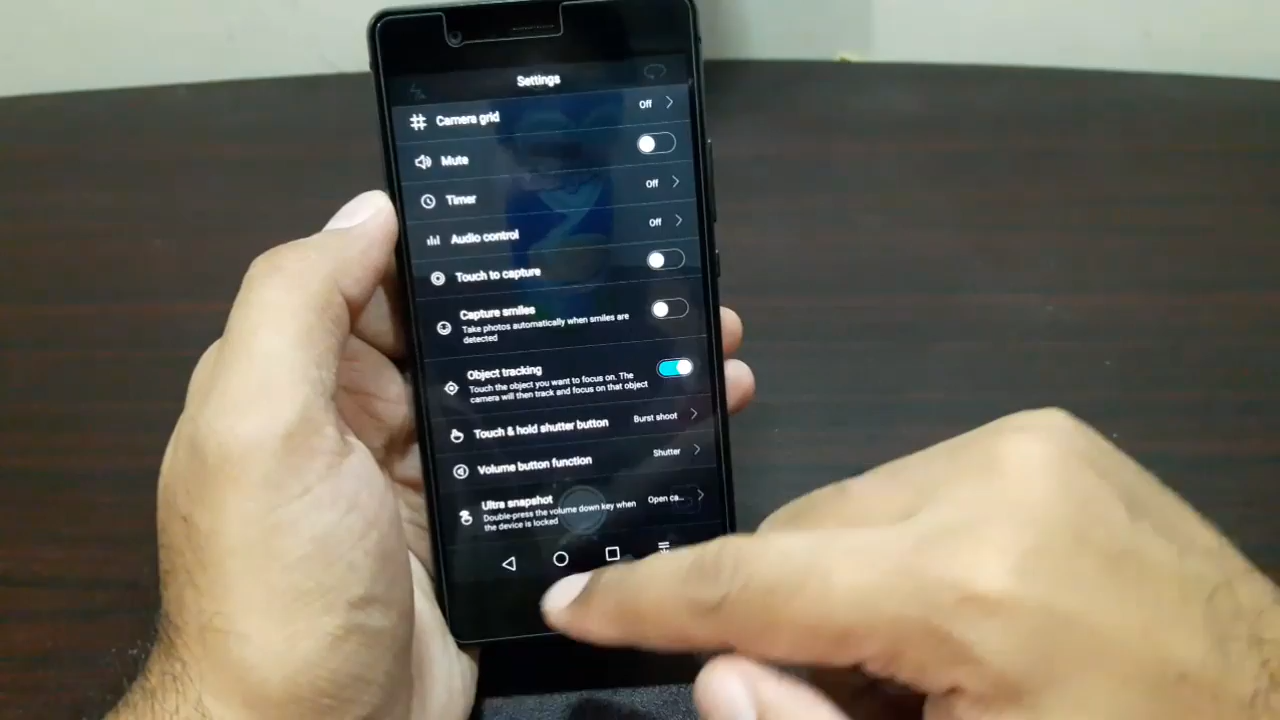 Settings
Camera grid Off
Mute
Timer Off
Audio control Off
Touch to capture
Capture smiles
Take photos automatically when smiles are
detected
Object tracking
Touch the object you want to focus on. The
camera will then track and focus on that object
Touch & hold shutter button Burst shoot
Volume button function Shutter
Ultra snapshot Open ca...
Double-press the volume down key when
the device is locked